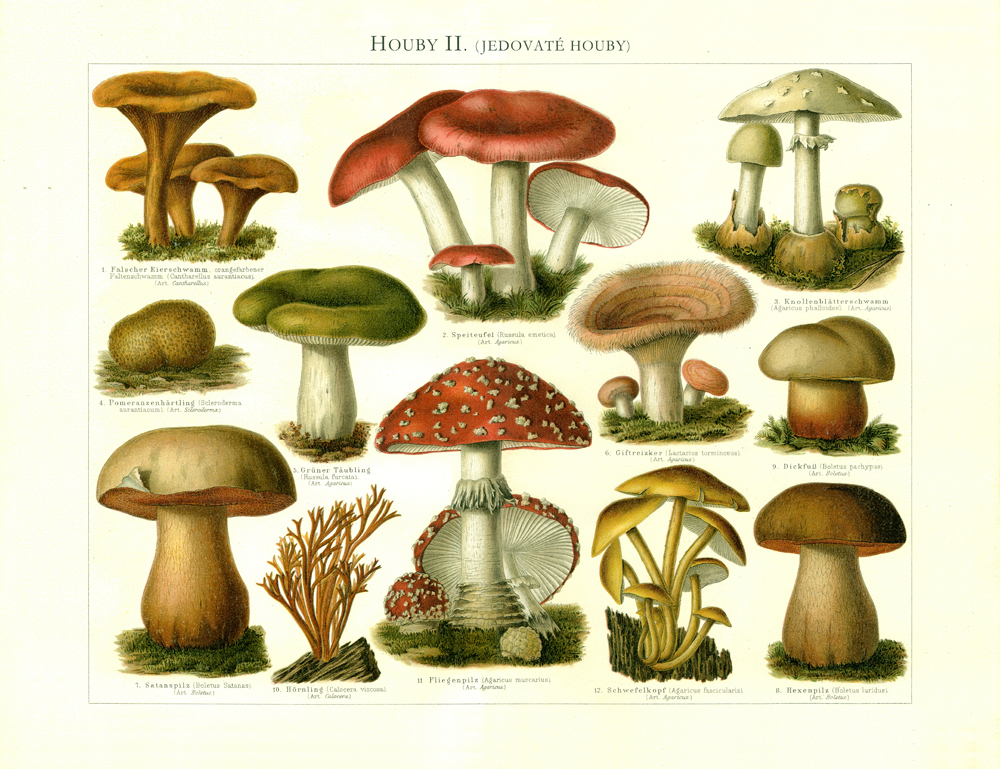 HOUBY II. (JEDOVATÉ HOUBY)
1. Falscher Eierschwamm, orangefarbener
Faltenschwamm (Cantharellus aurantiacus).
(Art. Cantharellus)
2. Speiteufel (Russula emetica).
(Art. Agaricus)
3. Knollenblätterschwamm
(Agaricus phalloides). (Art. Agaricus)
4. Pomeranzenhärtling (Scleroderma
aurantiacum). (Art. Scleroderma)
5. Grüner Täubling
(Russula furcata).
(Art. Agaricus)
6. Giftreizker (Lactarius torminosus).
(Art. Agaricus)
9. Dickfuß (Boletus pachypus).
(Art. Boletus)
7. Satanspilz (Boletus Satanas).
(Art. Boletus)
10. Hörnling (Calocera viscosa).
(Art. Calocera)
11. Fliegenpilz (Agaricus muscarius).
(Art. Agaricus)
12. Schwefelkopf (Agaricus fascicularis).
(Art. Agaricus)
8. Hexenpilz (Boletus luridus).
(Art. Boletus)